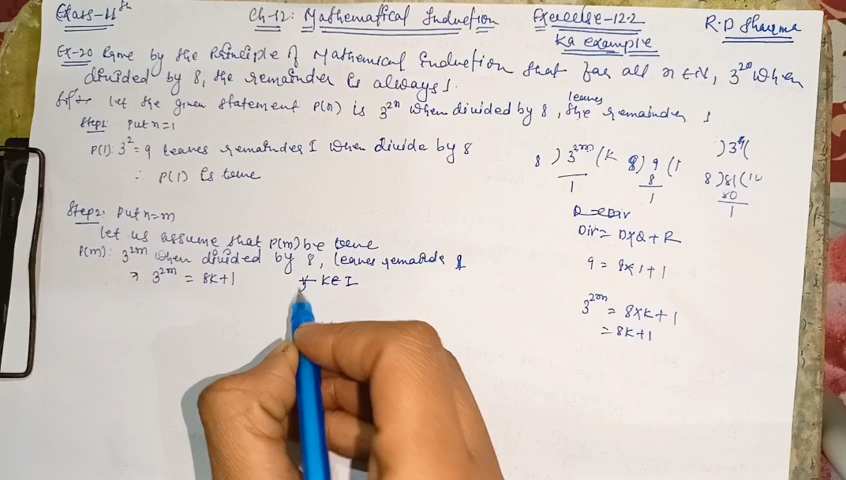 Class-11th Ch-12: Mathematical Induction Exercise-12.2 R.D Sharma
Ka example
Ex-20 Prove by the Principle of Mathematical Induction that for all n ∈ N, 3^2n when
divided by 8, the remainder is always 1.
Sol:- Let the given statement P(n) is 3^2n when divided by 8, leaves the remainder 1
Step1 Put n=1
P(1): 3^2 = 9 leaves remainder 1 when divide by 8
∴ P(1) is true
Step2. Put n=m
Let us assume that P(m) be true
P(m): 3^2m when divided by 8, leaves remainde 1
⇒ 3^2m = 8K+1 K∈I
8 ) 3^2m ( K
1
8 ) 9 ( 1
8
1
) 3^4 (
8 ) 81 ( 10
80
1
Div = D×Q+R
9 = 8×1+1
3^2m = 8×K+1
= 8K+1